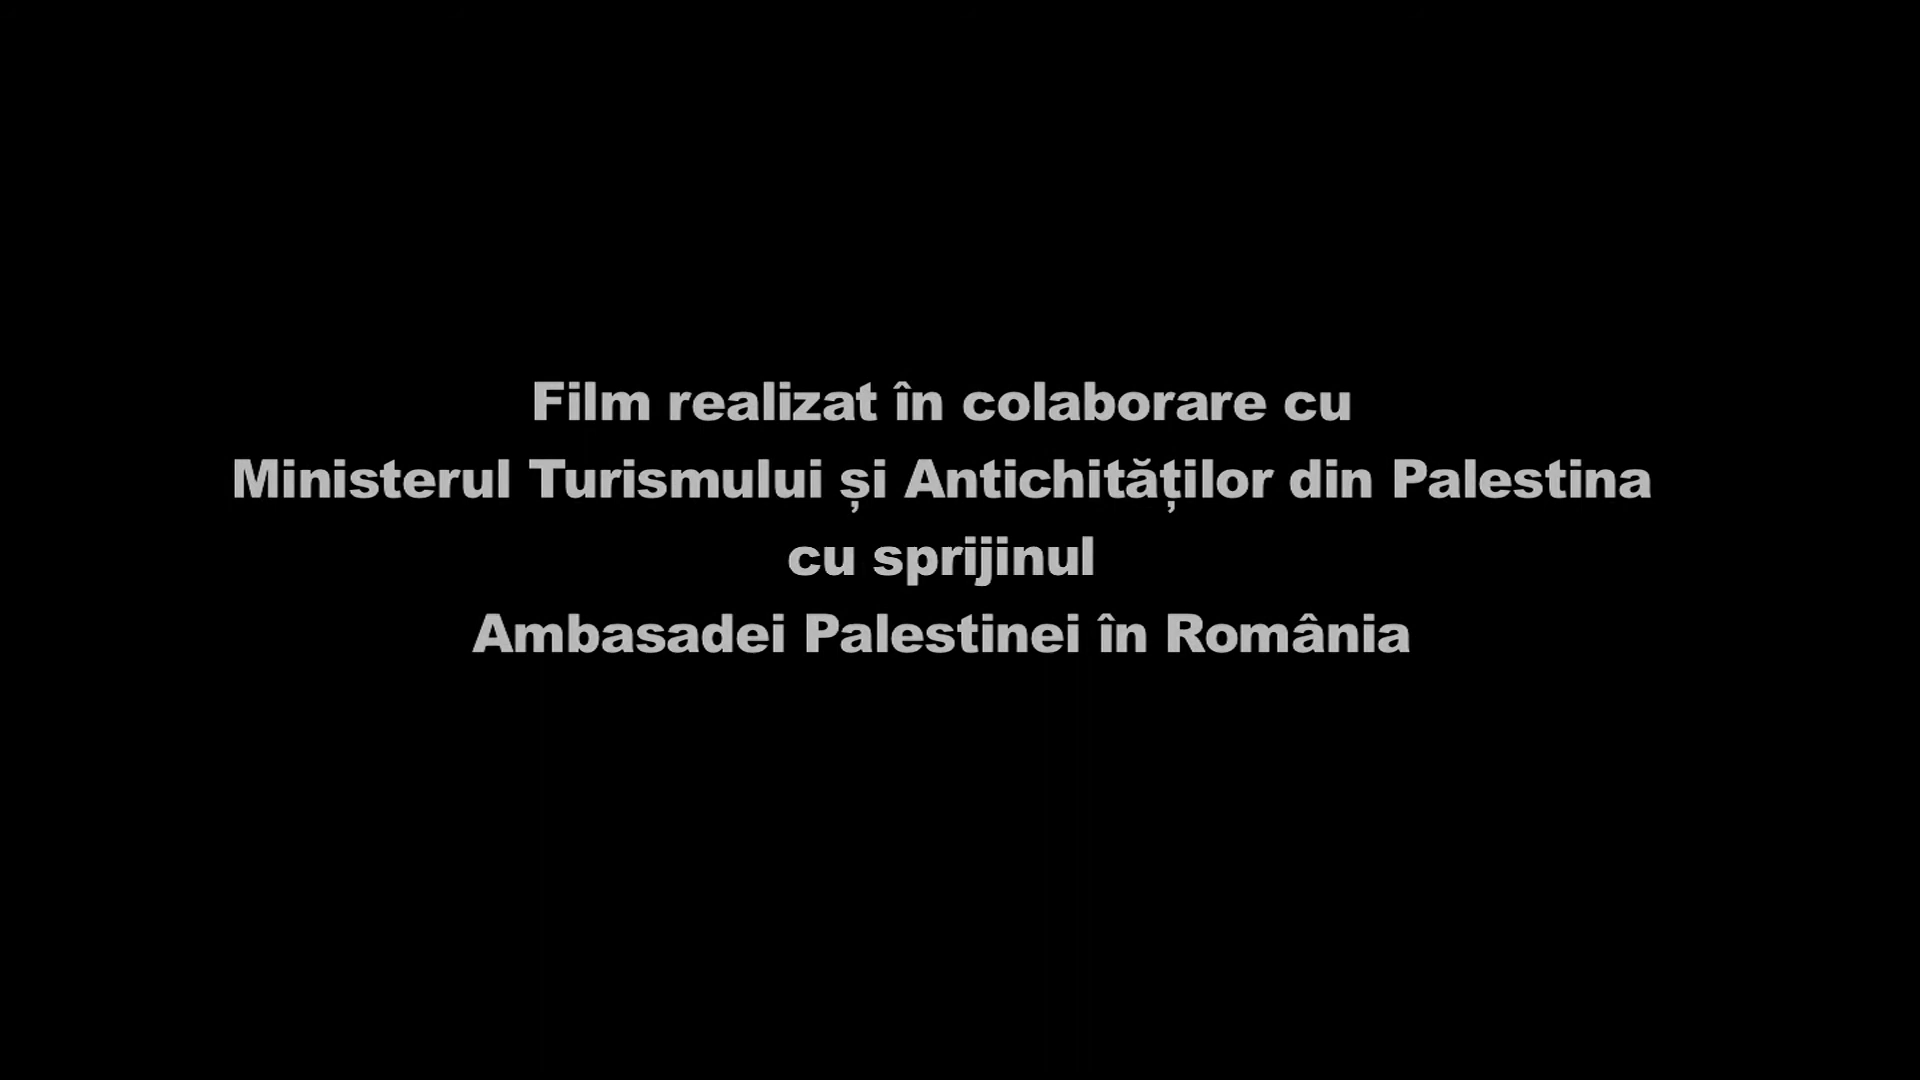 Film realizat în colaborare cu
Ministerul Turismului și Antichităților din Palestina
cu sprijinul
Ambasadei Palestinei în România